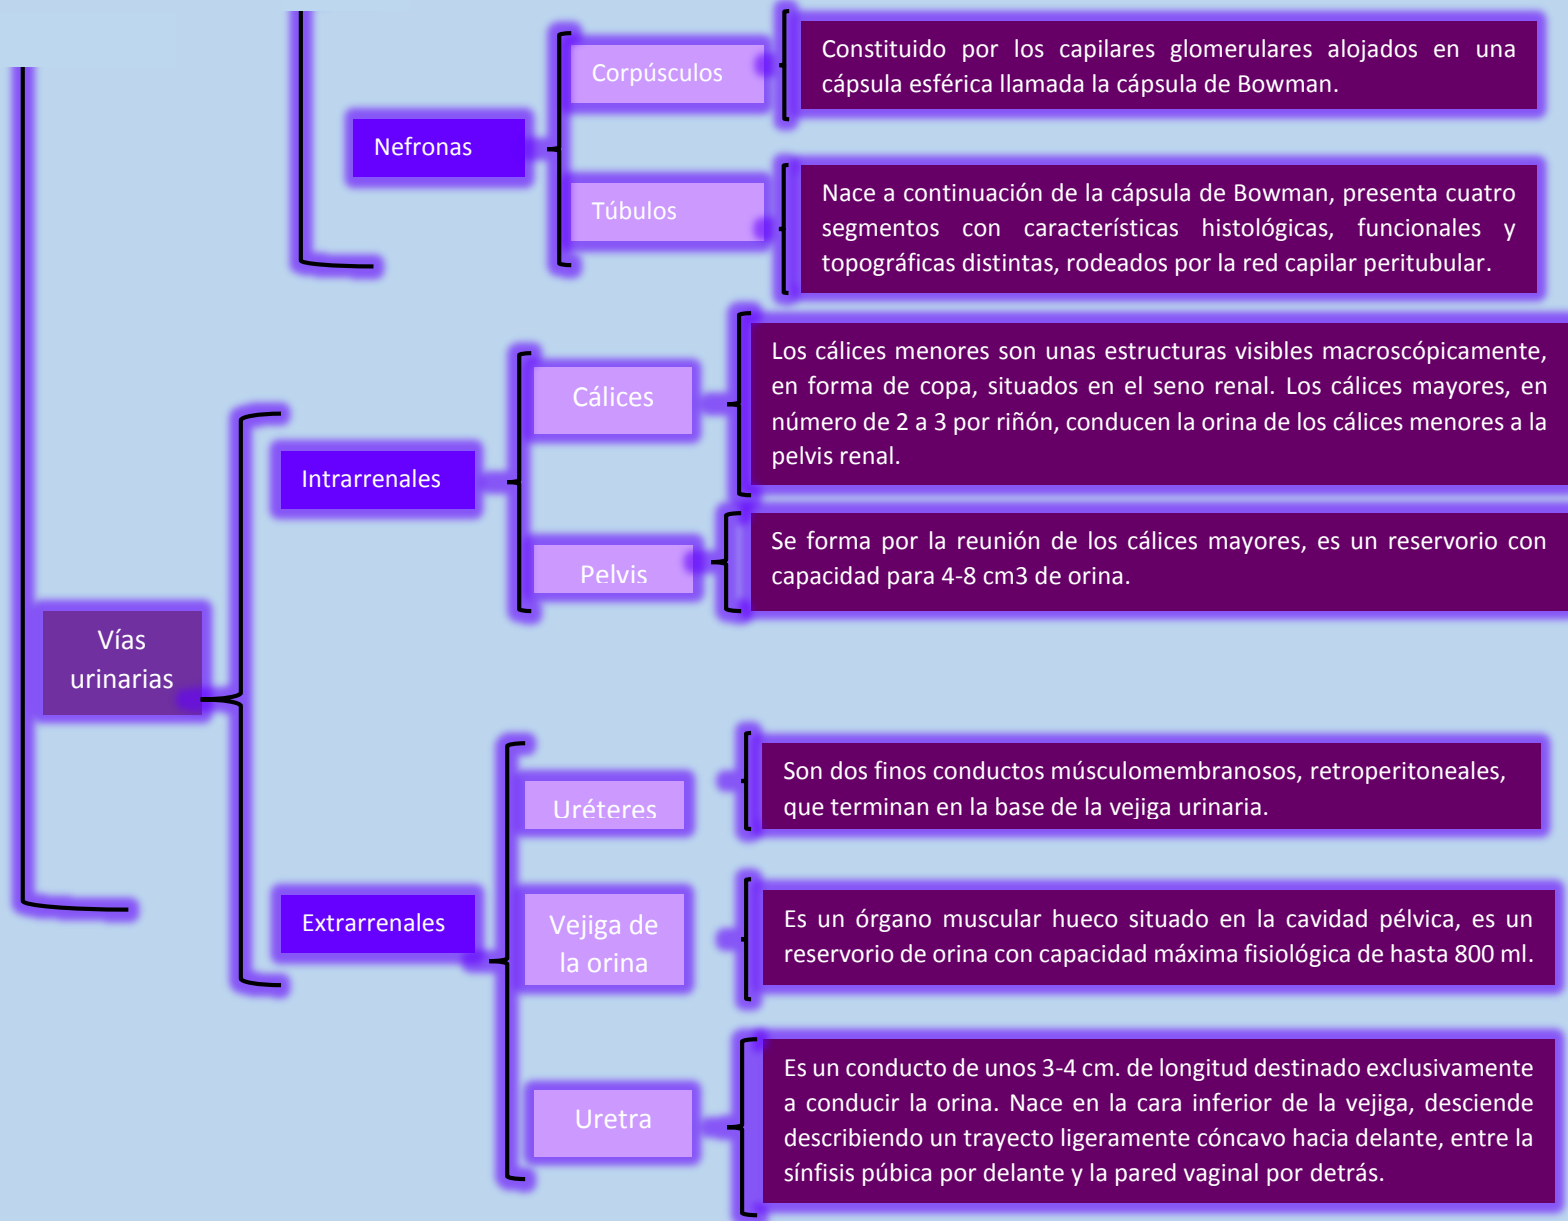 Corpúsculos
Constituido por los capilares glomerulares alojados en una
cápsula esférica llamada la cápsula de Bowman.
Nefronas
Túbulos
Nace a continuación de la cápsula de Bowman, presenta cuatro
segmentos con características histológicas, funcionales y
topográficas distintas, rodeados por la red capilar peritubular.
Vías
urinarias
Intrarrenales
Cálices
Los cálices menores son unas estructuras visibles macroscópicamente,
en forma de copa, situados en el seno renal. Los cálices mayores, en
número de 2 a 3 por riñón, conducen la orina de los cálices menores a la
pelvis renal.
Pelvis
Se forma por la reunión de los cálices mayores, es un reservorio con
capacidad para 4-8 cm3 de orina.
Extrarrenales
Uréteres
Son dos finos conductos músculomembranosos, retroperitoneales,
que terminan en la base de la vejiga urinaria.
Vejiga de
la orina
Es un órgano muscular hueco situado en la cavidad pélvica, es un
reservorio de orina con capacidad máxima fisiológica de hasta 800 ml.
Uretra
Es un conducto de unos 3-4 cm. de longitud destinado exclusivamente
a conducir la orina. Nace en la cara inferior de la vejiga, desciende
describiendo un trayecto ligeramente cóncavo hacia delante, entre la
sínfisis púbica por delante y la pared vaginal por detrás.